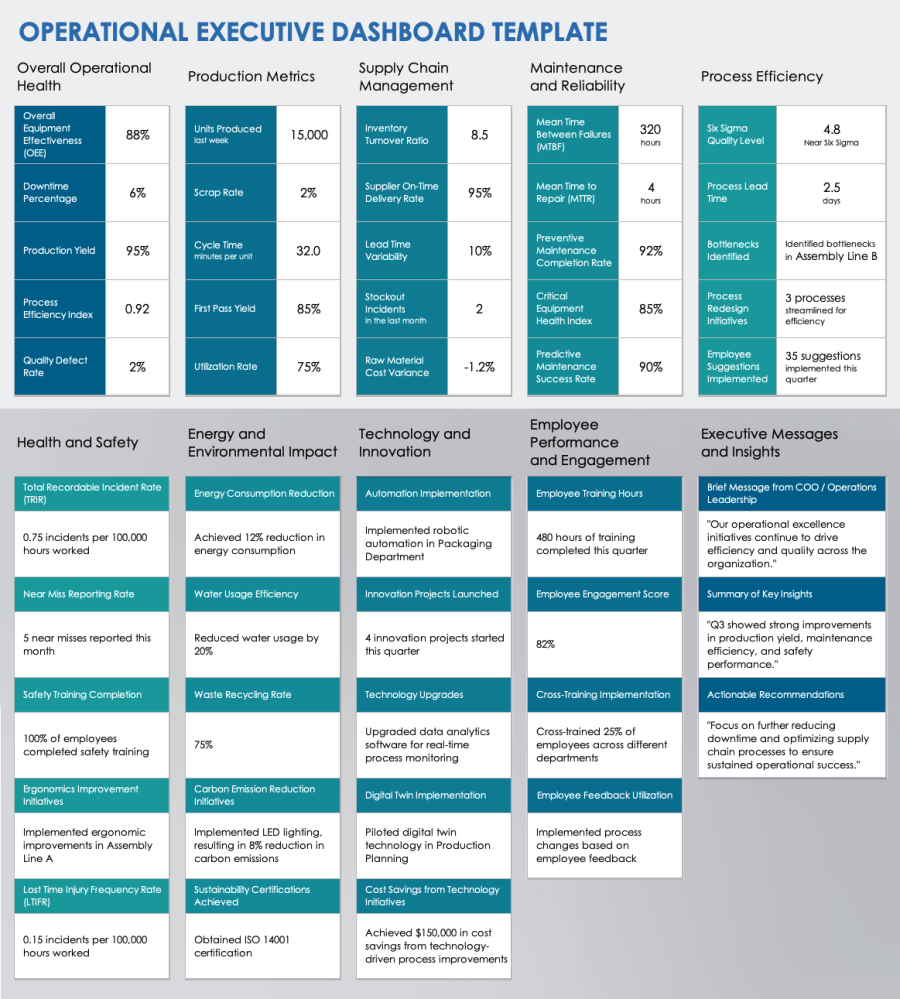 OPERATIONAL EXECUTIVE DASHBOARD TEMPLATE
Overall Operational
Health
Overall
Equipment
Effectiveness
(OEE)
88%
Downtime
Percentage
6%
Production Yield
95%
Process
Efficiency Index
0.92
Quality Defect
Rate
2%
Production Metrics
Units Produced
last week
15,000
Scrap Rate
2%
Cycle Time
minutes per unit
32.0
First Pass Yield
85%
Utilization Rate
75%
Supply Chain
Management
Inventory
Turnover Ratio
8.5
Supplier On-Time
Delivery Rate
95%
Lead Time
Variability
10%
Stockout
Incidents
in the last month
2
Raw Material
Cost Variance
-1.2%
Maintenance
and Reliability
Mean Time
Between Failures
(MTBF)
320
hours
Mean Time to
Repair (MTTR)
4
hours
Preventive
Maintenance
Completion Rate
92%
Critical
Equipment
Health Index
85%
Predictive
Maintenance
Success Rate
90%
Process Efficiency
Six Sigma
Quality Level
4.8
Near Six Sigma
Process Lead
Time
2.5
days
Bottlenecks
Identified
Identified bottlenecks
in Assembly Line B
Process
Redesign
Initiatives
3 processes
streamlined for
efficiency
Employee
Suggestions
Implemented
35 suggestions
implemented this
quarter
Health and Safety
Total Recordable Incident Rate
(TRIR)
0.75 incidents per 100,000
hours worked
Near Miss Reporting Rate
5 near misses reported this
month
Safety Training Completion
100% of employees
completed safety training
Ergonomics Improvement
Initiatives
Implemented ergonomic
improvements in Assembly
Line A
Lost Time Injury Frequency Rate
(LTIFR)
0.15 incidents per 100,000
hours worked
Energy and
Environmental Impact
Energy Consumption Reduction
Achieved 12% reduction in
energy consumption
Water Usage Efficiency
Reduced water usage by
20%
Waste Recycling Rate
75%
Carbon Emission Reduction
Initiatives
Implemented LED lighting,
resulting in 8% reduction in
carbon emissions
Sustainability Certifications
Achieved
Obtained ISO 14001
certification
Technology and
Innovation
Automation Implementation
Implemented robotic
automation in Packaging
Department
Innovation Projects Launched
4 innovation projects started
this quarter
Technology Upgrades
Upgraded data analytics
software for real-time
process monitoring
Digital Twin Implementation
Piloted digital twin
technology in Production
Planning
Cost Savings from Technology
Initiatives
Achieved $150,000 in cost
savings from technology-
driven process improvements
Employee
Performance
and Engagement
Employee Training Hours
480 hours of training
completed this quarter
Employee Engagement Score
82%
Cross-Training Implementation
Cross-trained 25% of
employees across different
departments
Employee Feedback Utilization
Implemented process
changes based on
employee feedback
Executive Messages
and Insights
Brief Message from COO / Operations
Leadership
"Our operational excellence
initiatives continue to drive
efficiency and quality across the
organization."
Summary of Key Insights
"Q3 showed strong improvements
in production yield, maintenance
efficiency, and safety
performance."
Actionable Recommendations
"Focus on further reducing
downtime and optimizing supply
chain processes to ensure
sustained operational success."